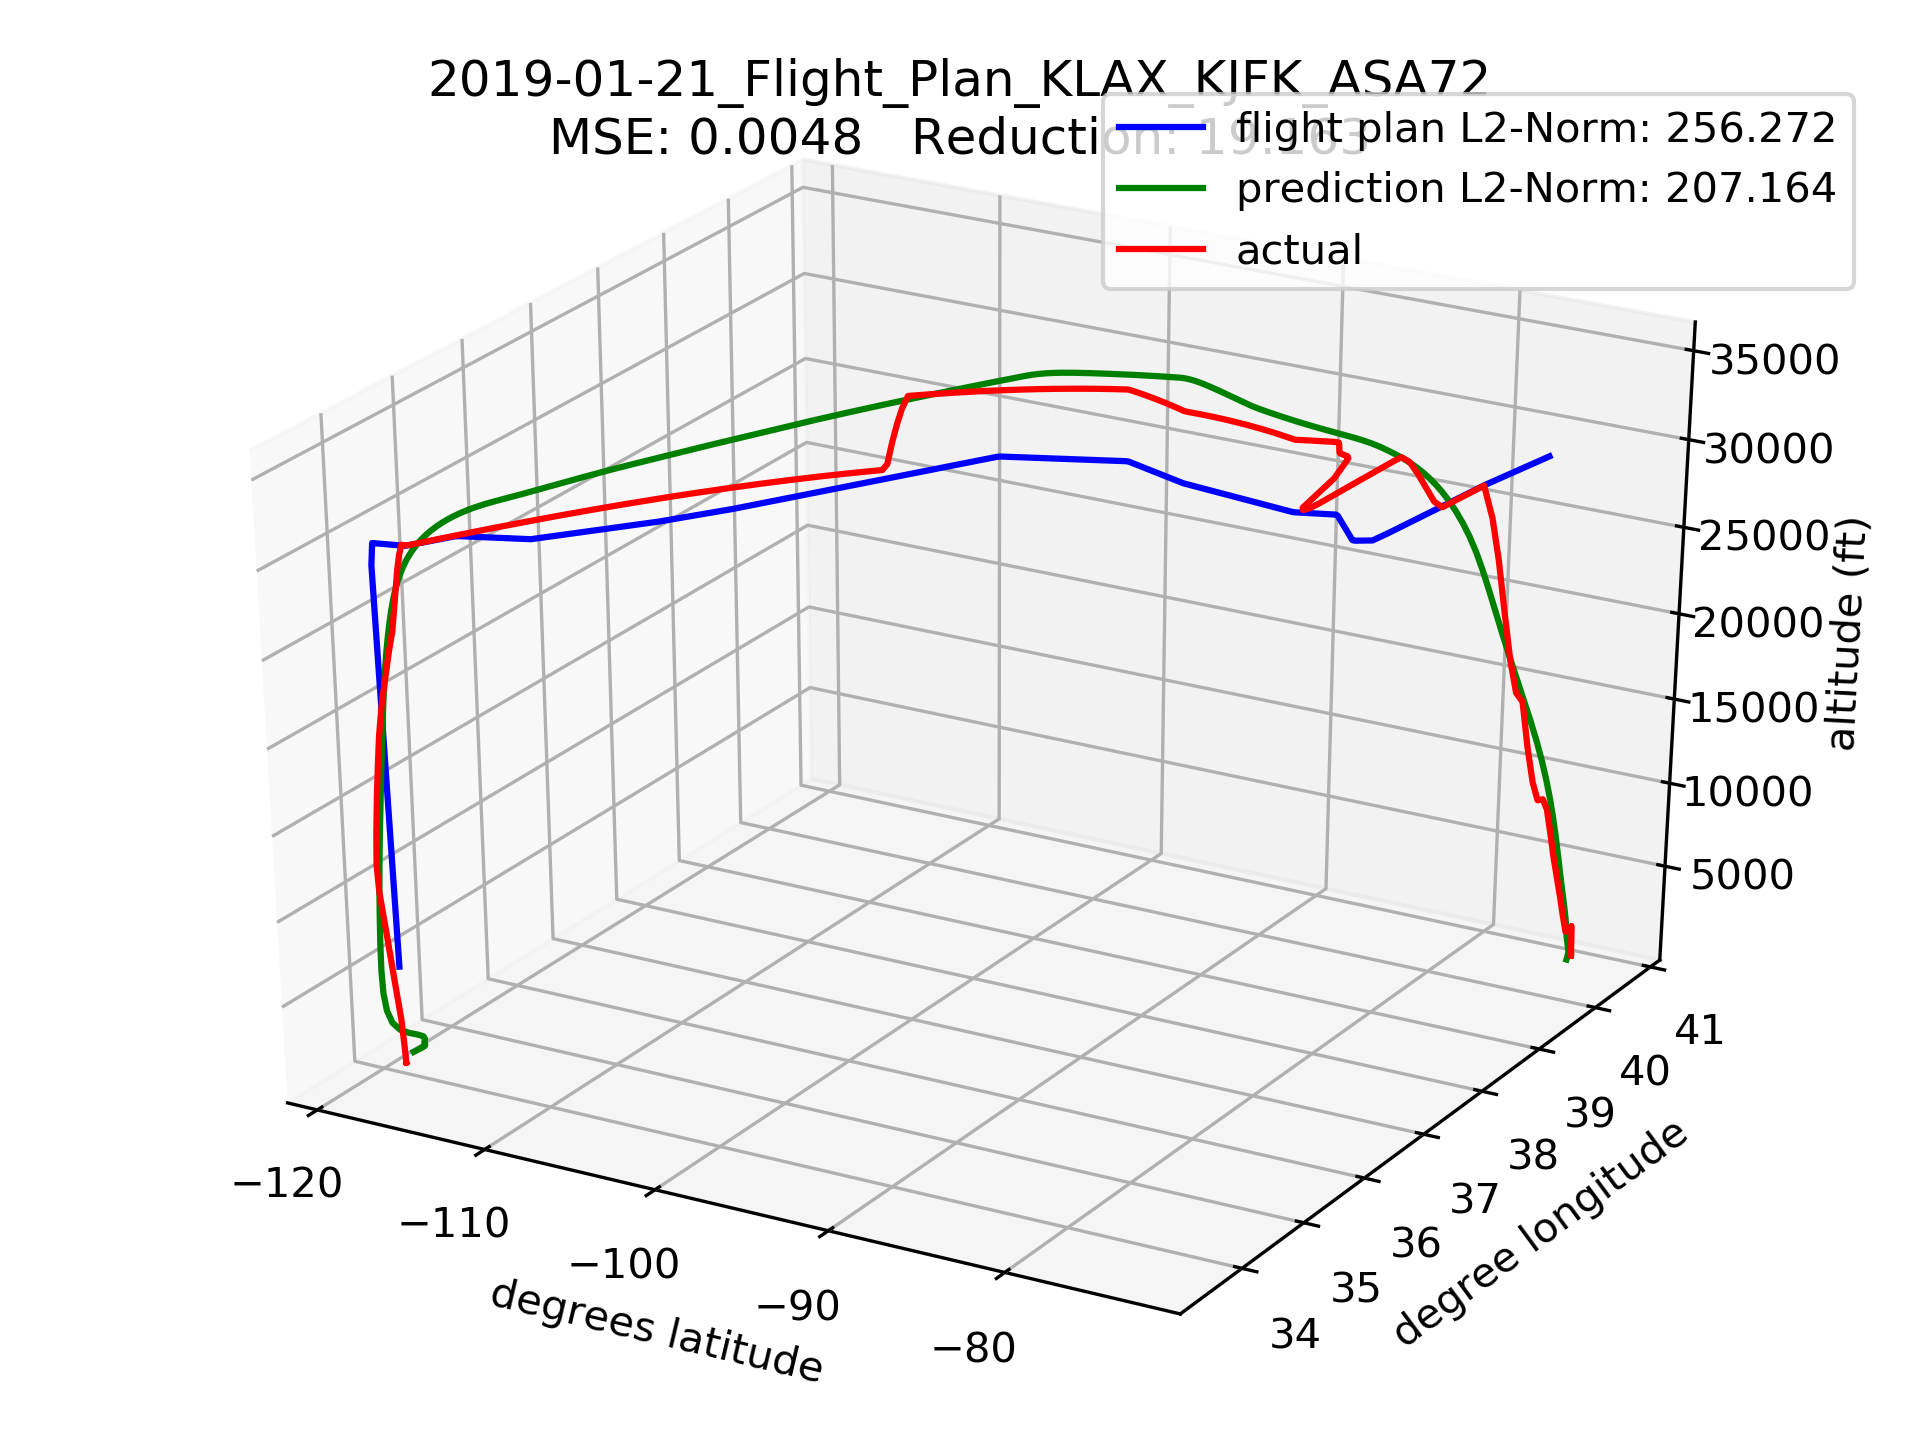 2019-01-21_Flight_Plan_KLAX_KJFK_ASA72
MSE: 0.0048 Reduction: 19.163
flight plan L2-Norm: 256.272
prediction L2-Norm: 207.164
actual
35000
30000
25000
20000
15000
10000
5000
altitude (ft)
41
40
39
38
37
36
35
34
degree longitude
−120
−110
−100
−90
−80
degrees latitude